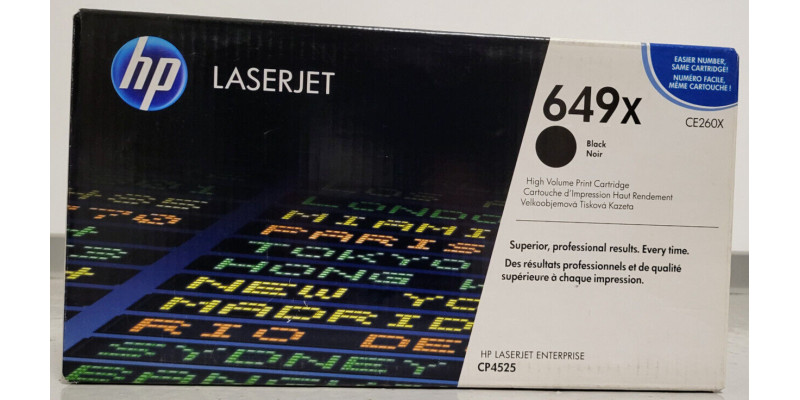 hp
LASERJET
EASIER NUMBER,
SAME CARTRIDGE!
NUMÉRO FACILE,
MÊME CARTOUCHE !
649X
CE260X
Black
Noir
High Volume Print Cartridge
Cartouche d'Impression Haut Rendement
Velkoobjemová Tisková Kazeta
Superior, professional results. Every time.
Des résultats professionnels et de qualité
supérieure à chaque impression.
HP LASERJET ENTERPRISE
CP4525
LONDO
MIAMI
PARIS
TOKYO
HONG K
NEW YO
MADRID
RIO DE
SYDNEY